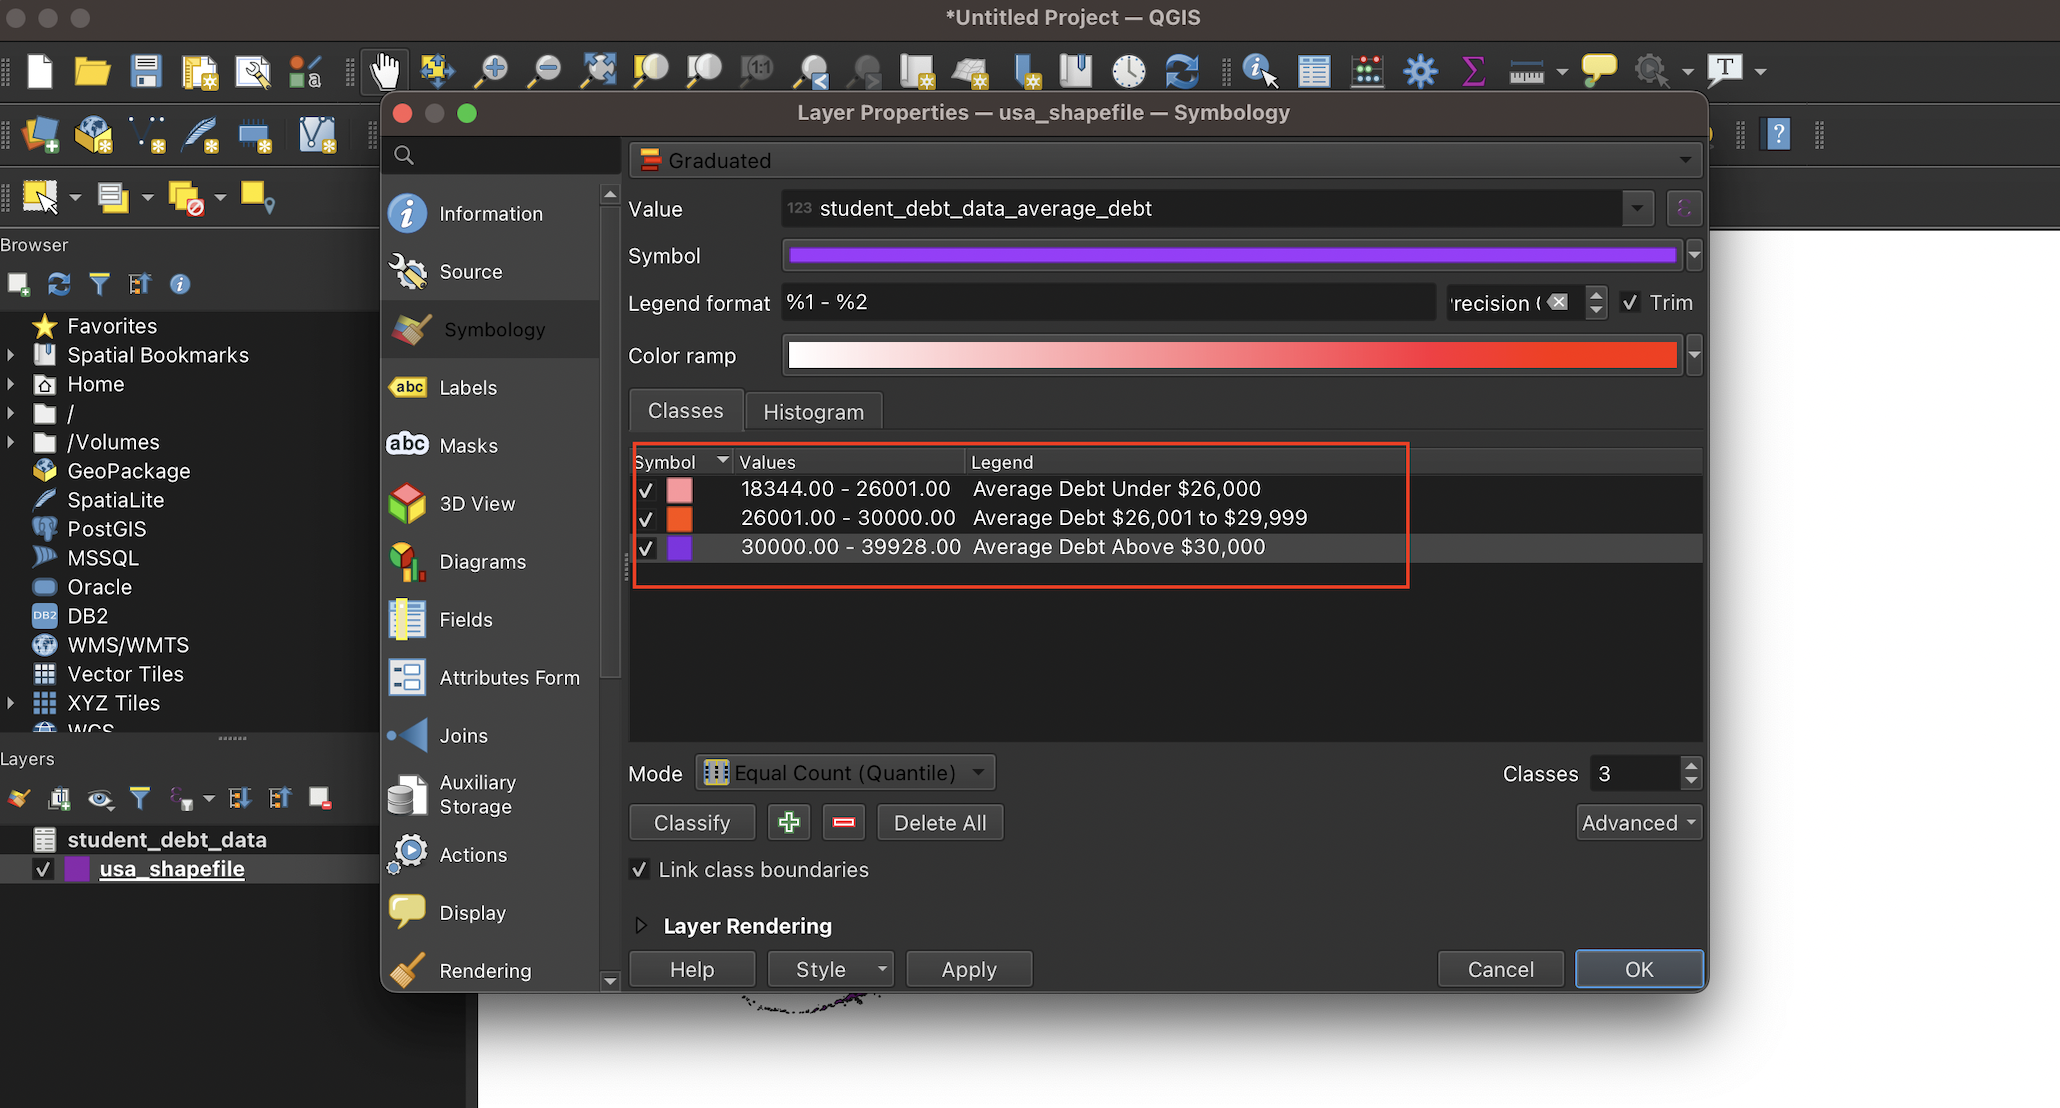 *Untitled Project — QGIS
1:1
a
T
?
Layer Properties — usa_shapefile — Symbology
Browser
Favorites
Spatial Bookmarks
Home
/
/Volumes
GeoPackage
SpatiaLite
PostGIS
MSSQL
Oracle
DB2 DB2
WMS/WMTS
Vector Tiles
XYZ Tiles
WCS
Layers
student_debt_data
usa_shapefile
Information
Source
Symbology
abc Labels
abc Masks
3D View
Diagrams
Fields
Attributes Form
Joins
Auxiliary
Storage
Actions
Display
Rendering
Graduated
Value 123 student_debt_data_average_debt
Symbol
Legend format %1 - %2 Trim
Color ramp
Classes Histogram
Symbol Values Legend
18344.00 - 26001.00 Average Debt Under $26,000
26001.00 - 30000.00 Average Debt $26,001 to $29,999
30000.00 - 39928.00 Average Debt Above $30,000
Mode Equal Count (Quantile) Classes 3
Classify Delete All Advanced
Link class boundaries
Layer Rendering
Help Style Apply Cancel OK